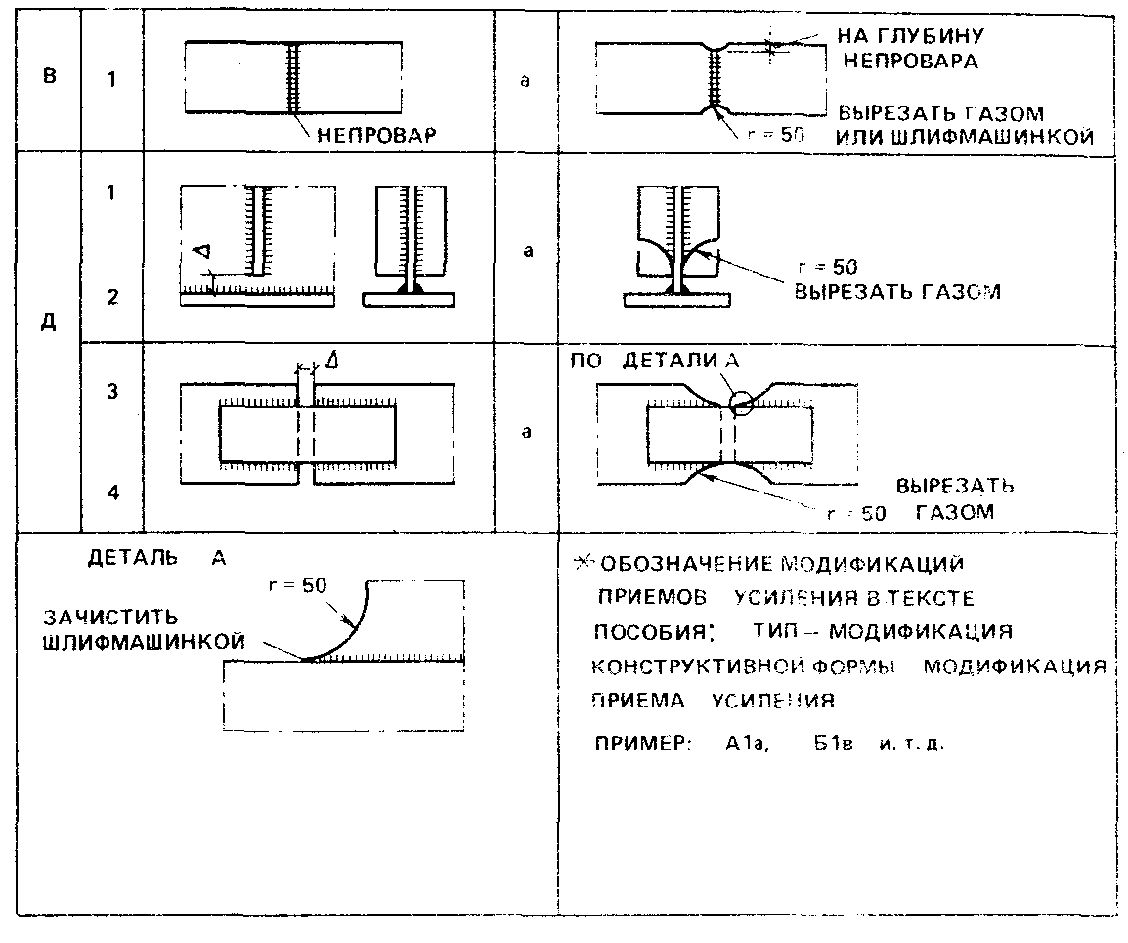 В
1
НЕПРОВАР
а
НА ГЛУБИНУ
НЕПРОВАРА
r = 50
ВЫРЕЗАТЬ ГАЗОМ
ИЛИ ШЛИФМАШИНКОЙ
Д
1
2
Δ
а
r = 50
ВЫРЕЗАТЬ ГАЗОМ
3
4
Δ
а
ПО ДЕТАЛИ А
ВЫРЕЗАТЬ
r = 50 ГАЗОМ
ДЕТАЛЬ А
r = 50
ЗАЧИСТИТЬ
ШЛИФМАШИНКОЙ
* ОБОЗНАЧЕНИЕ МОДИФИКАЦИЙ
ПРИЕМОВ УСИЛЕНИЯ В ТЕКСТЕ
ПОСОБИЯ: ТИП – МОДИФИКАЦИЯ
КОНСТРУКТИВНОЙ ФОРМЫ МОДИФИКАЦИЯ
ПРИЕМА УСИЛЕНИЯ
ПРИМЕР: А1а, Б1в и.т.д.